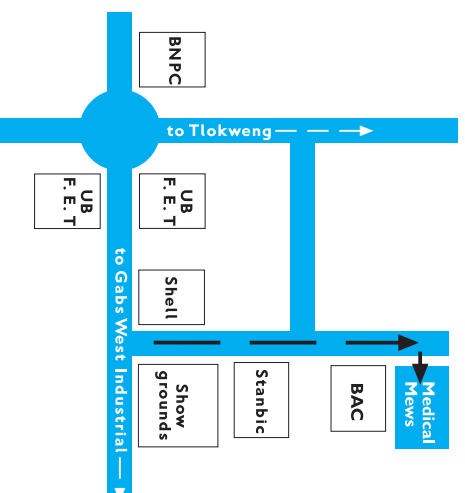 BNPC
to Tlokweng
UB
F. E. T
UB
F. E. T
to Gabs West Industrial
Shell
Show
grounds
Stanbic
BAC
Medical
Mews